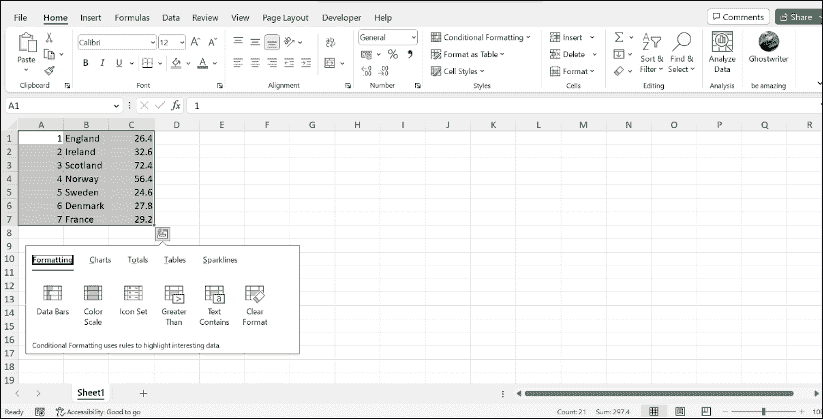 File Home Insert Formulas Data Review View Page Layout Developer Help Comments Share
Calibri 12 A A General Conditional Formatting Insert
Paste B I U A % Format as Table Delete Sort & Find & Analyze Ghostwriter
Cell Styles Format Filter Select Data
Clipboard Font Alignment Number Styles Cells Editing Analysis be amazing
A1 fx 1
A B C D E F G H I J K L M N O P Q R
1 1 England 26.4
2 2 Ireland 32.6
3 3 Scotland 72.4
4 4 Norway 56.4
5 5 Sweden 24.6
6 6 Denmark 27.8
7 7 France 29.2
8
9
10 Formatting Charts Totals Tables Sparklines
11
12
13
14 Data Bars Color Icon Set Greater Text Clear
15 Scale Than Contains Format
16
17 Conditional Formatting uses rules to highlight interesting data.
18
19
Sheet1
Ready Accessibility: Good to go Count: 21 Sum: 297.4